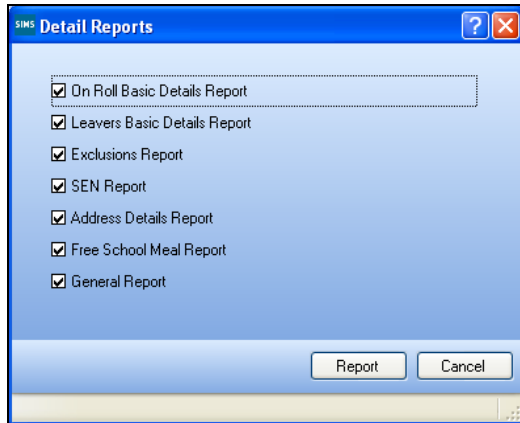 SIMS Detail Reports ?
On Roll Basic Details Report
Leavers Basic Details Report
Exclusions Report
SEN Report
Address Details Report
Free School Meal Report
General Report
Report Cancel